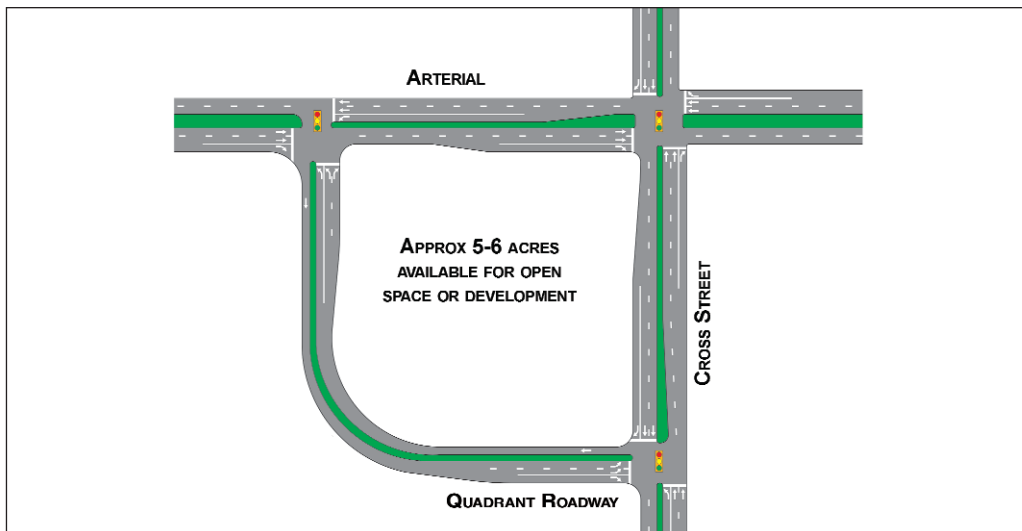 ARTERIAL
APPROX 5-6 ACRES
AVAILABLE FOR OPEN
SPACE OR DEVELOPMENT
CROSS STREET
QUADRANT ROADWAY